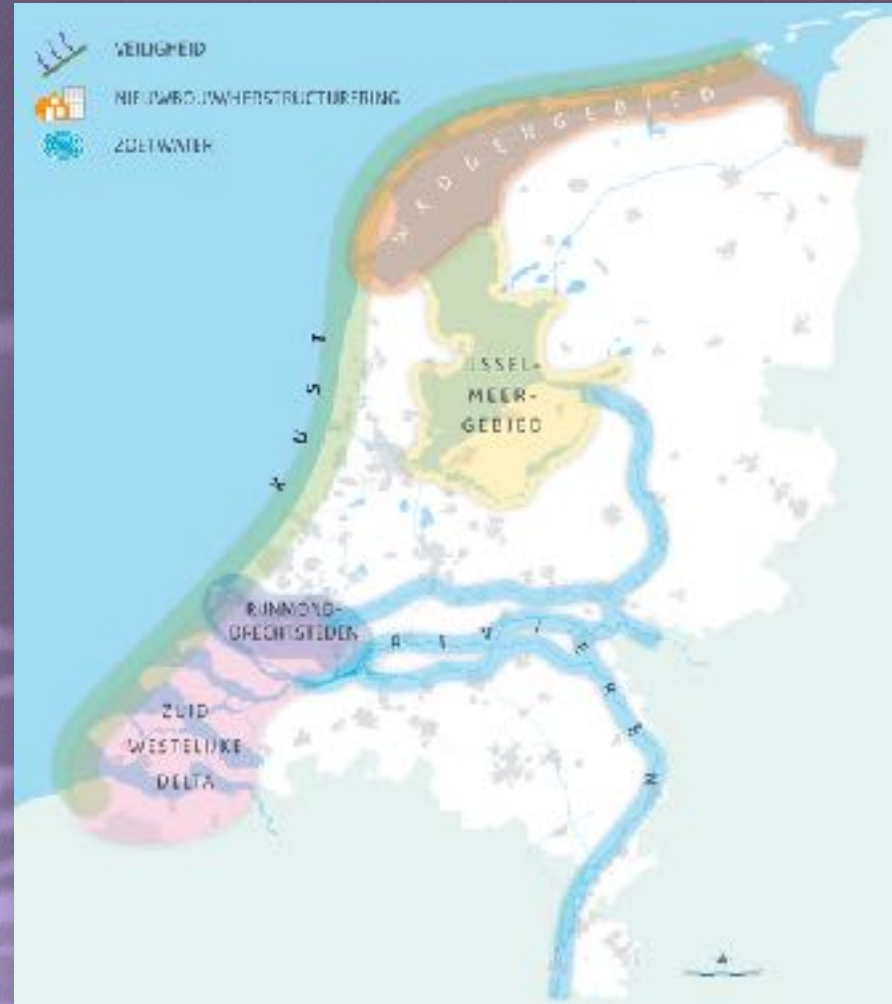 VEILIGHEID
NIEUWBOUW/HERSTRUCTURERING
ZOETWATER
WADDENGEBIED
KUST
IJSSEL-
MEER-
GEBIED
RIJNMOND-
DRECHTSTEDEN
RIVIEREN
ZUID
WESTELIJKE
DELTA